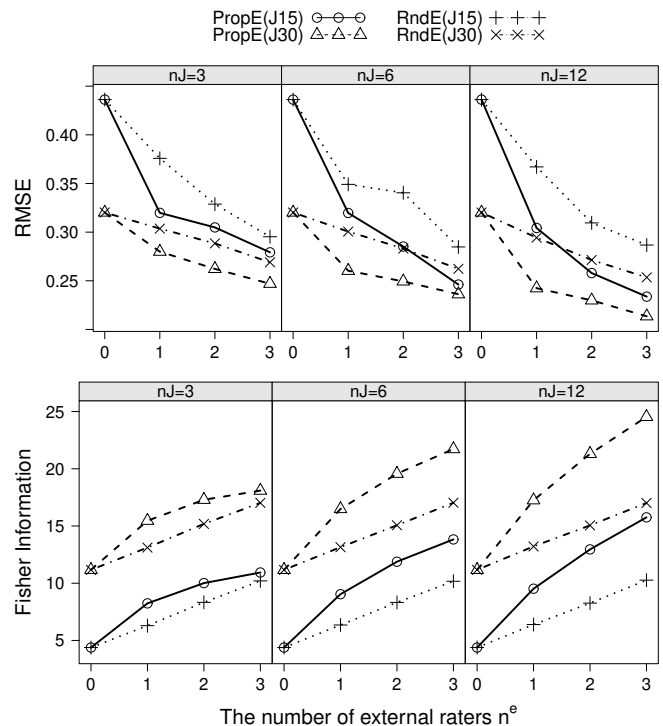 PropE(J15) RndE(J15)
PropE(J30) RndE(J30)
nJ=3 nJ=6 nJ=12
RMSE
0.40
0.35
0.30
0.25
0 1 2 3 0 1 2 3 0 1 2 3
nJ=3 nJ=6 nJ=12
Fisher Information
25
20
15
10
5
0 1 2 3 0 1 2 3 0 1 2 3
The number of external raters nᵉ